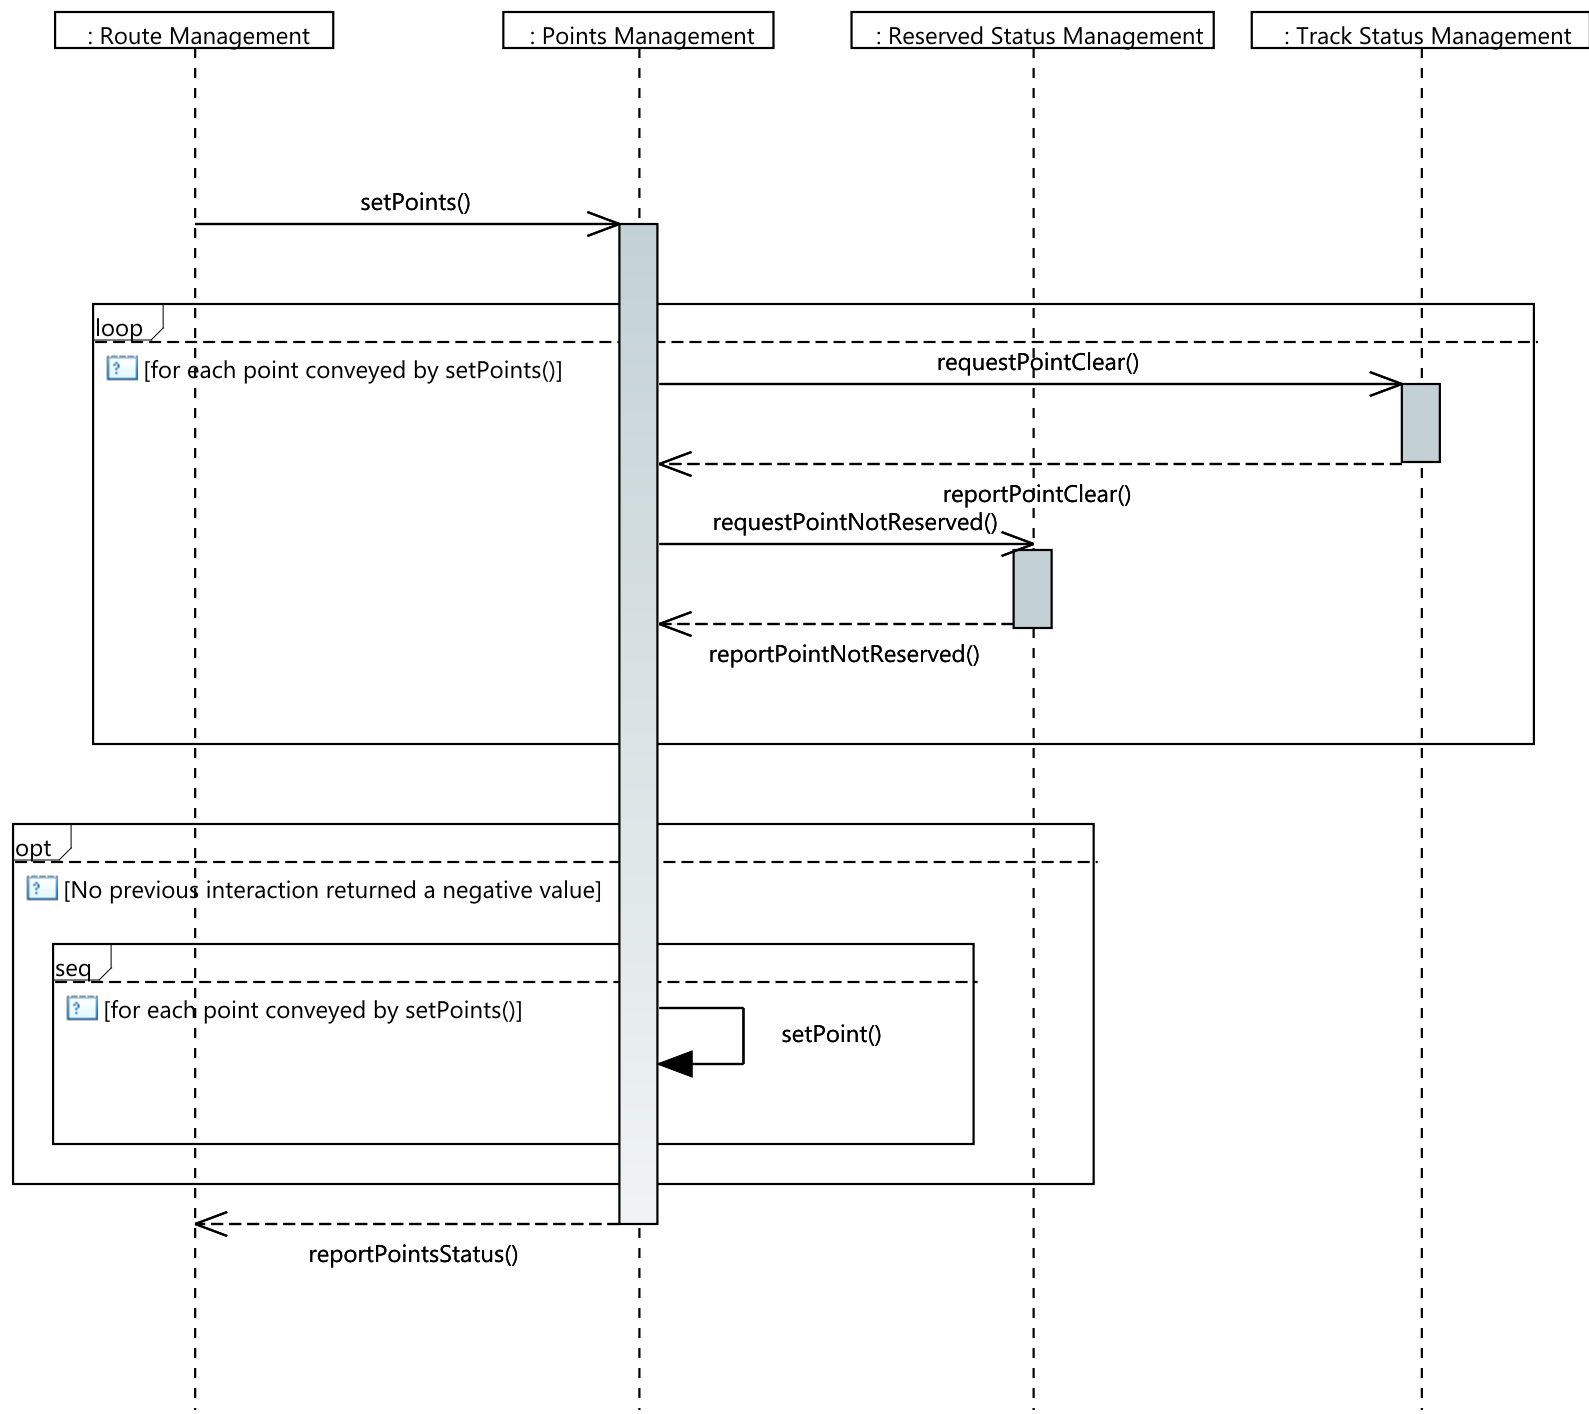 : Route Management
: Points Management
: Reserved Status Management
: Track Status Management
setPoints()
loop
? [for each point conveyed by setPoints()]
requestPointClear()
reportPointClear()
requestPointNotReserved()
reportPointNotReserved()
opt
? [No previous interaction returned a negative value]
seq
? [for each point conveyed by setPoints()]
setPoint()
reportPointsStatus()